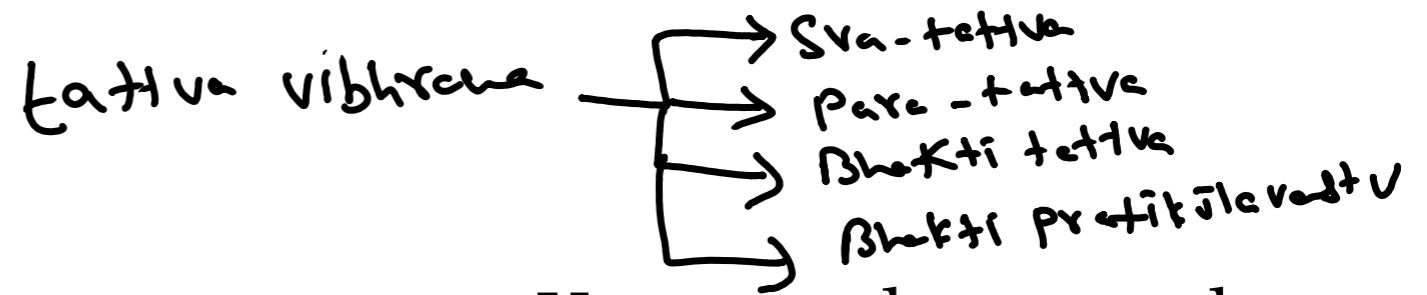 tattva vibhrama
Sva-tattva
Para-tattva
Bhakti tattva
Bhakti pratikūlavastu